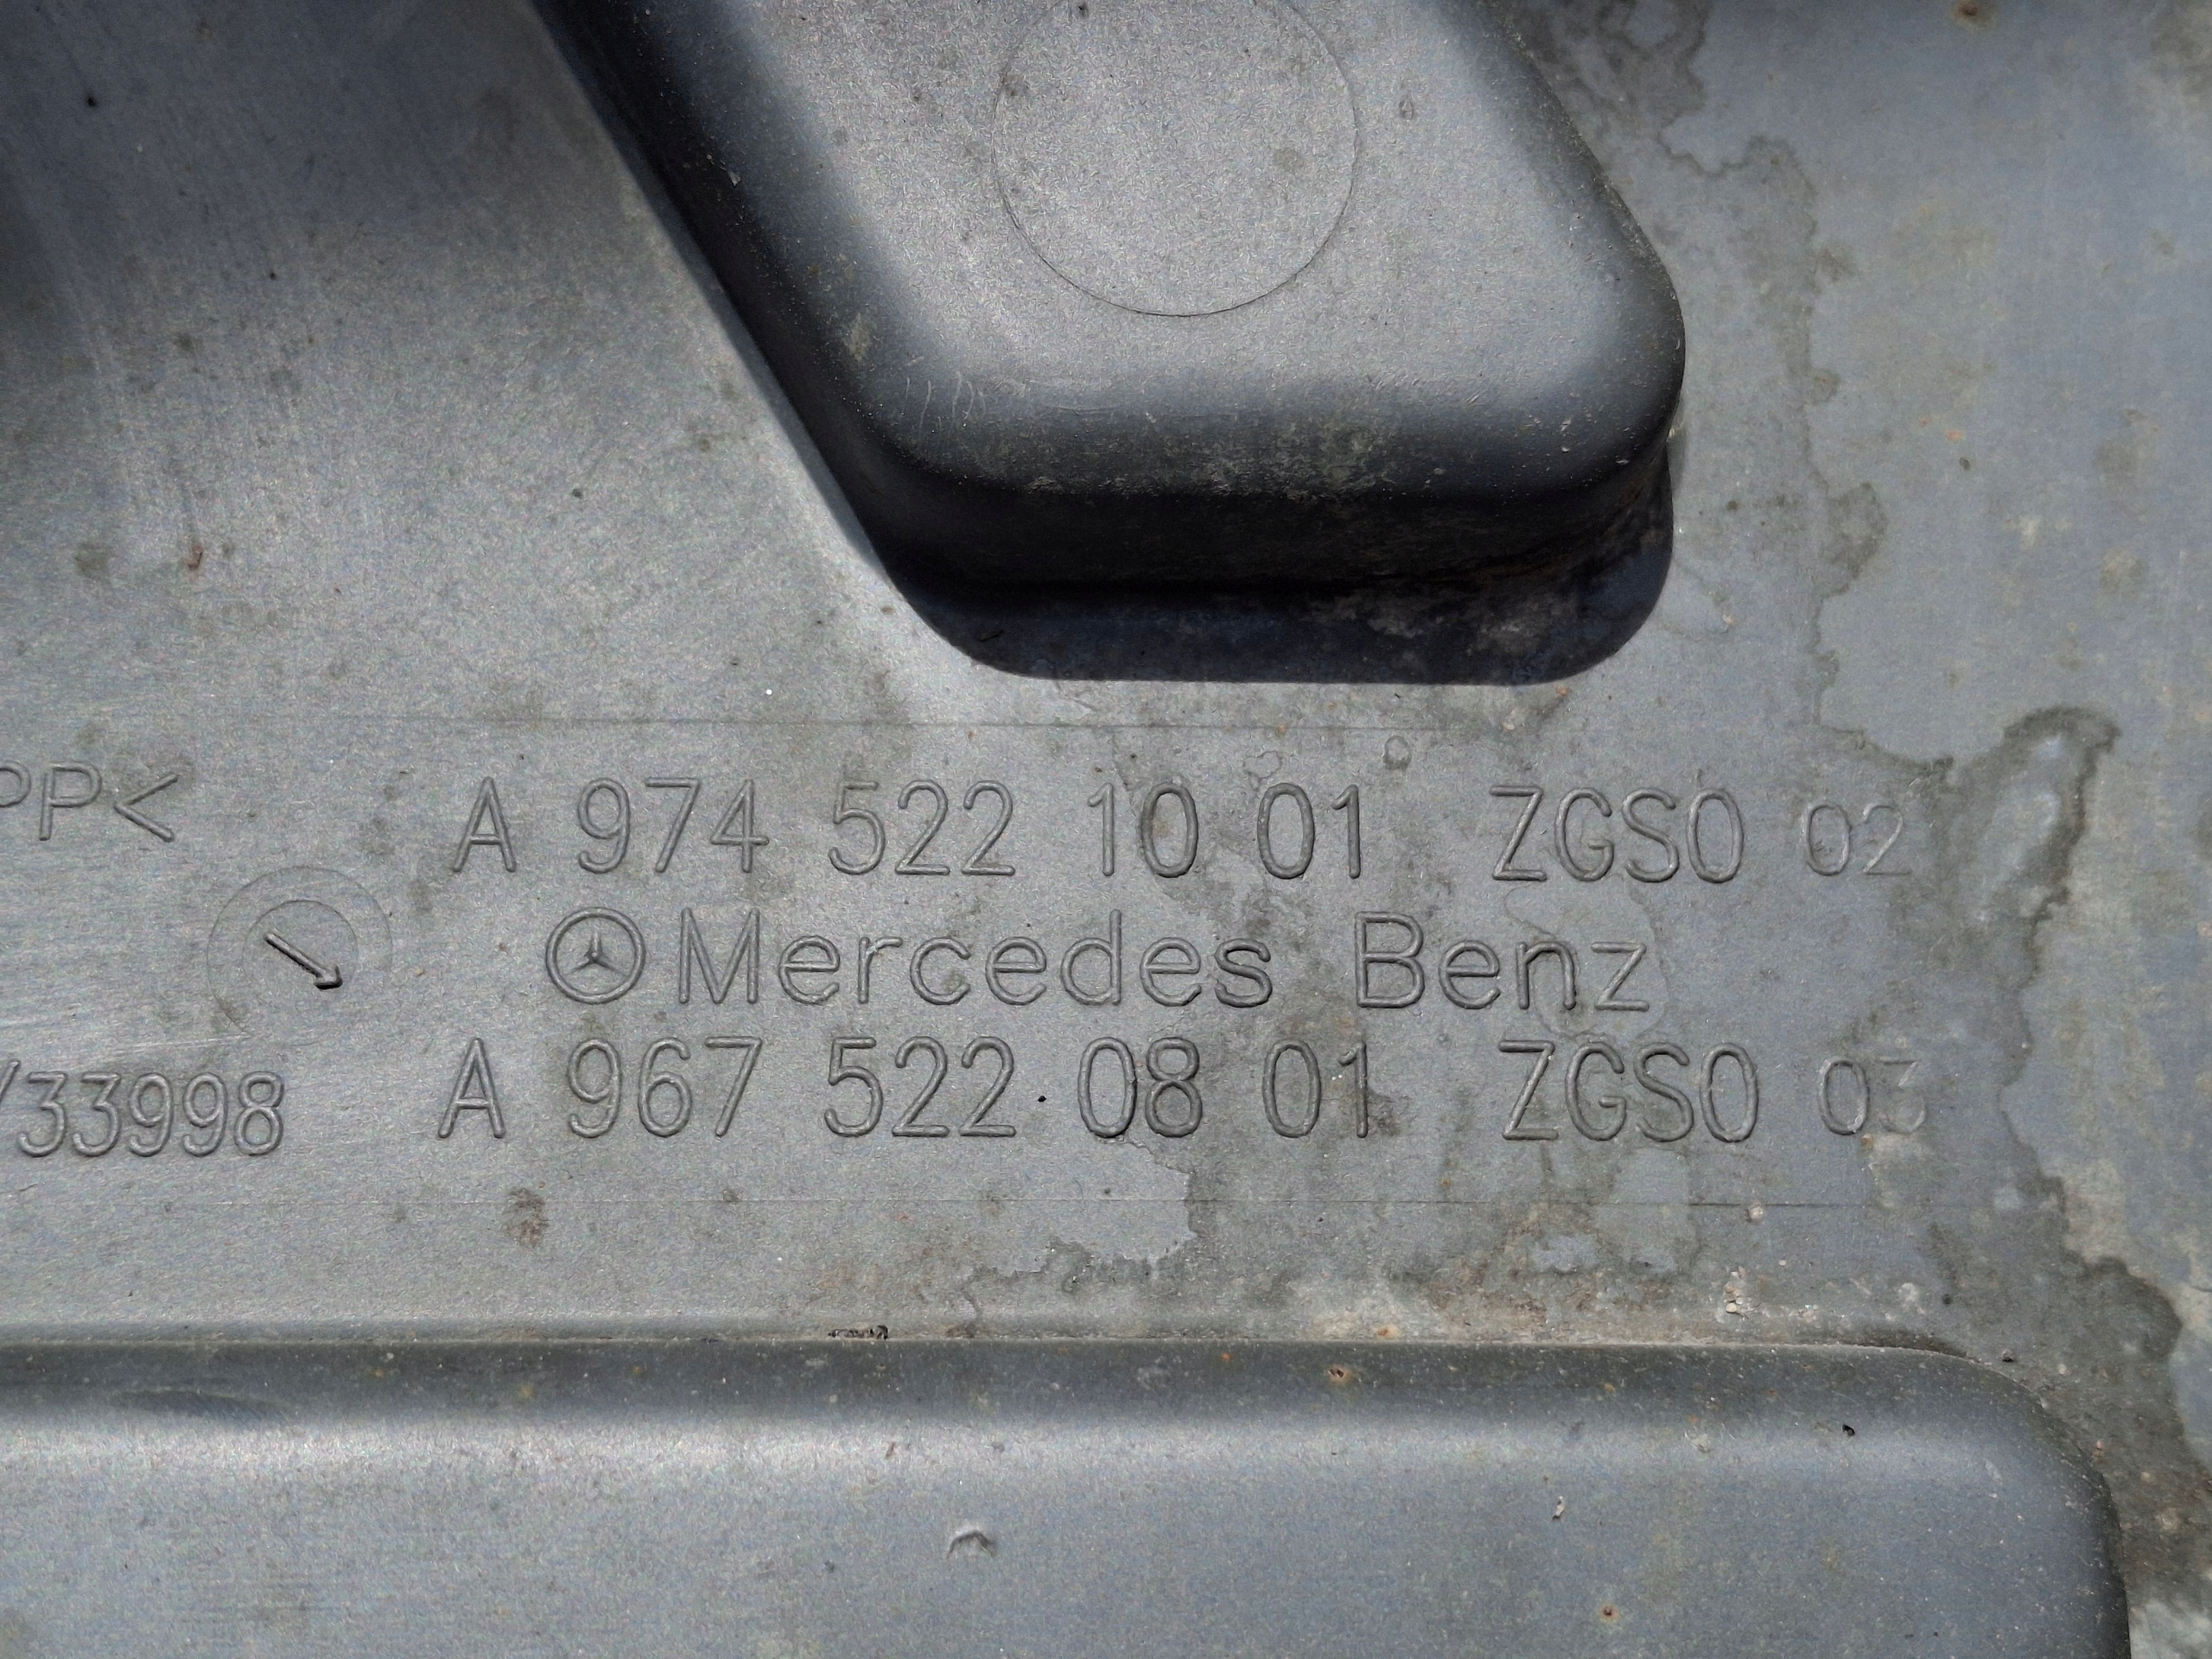 PP< A 974 522 10 01 ZGS0 02
Mercedes Benz
/33998 A 967 522 08 01 ZGS0 03